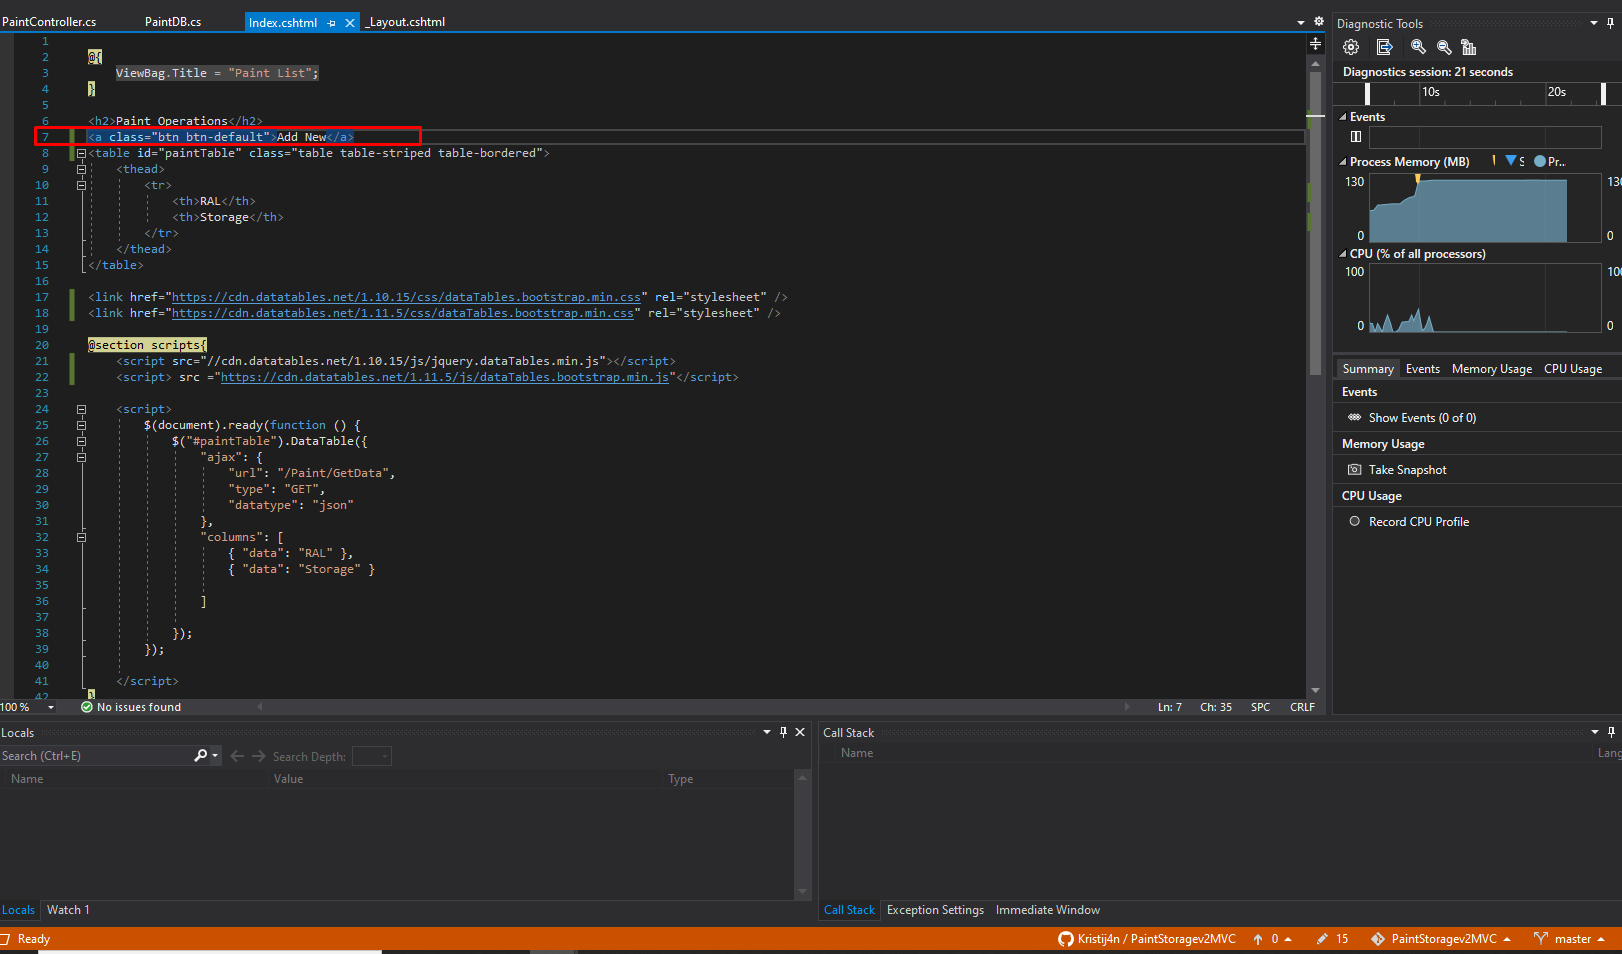 PaintController.cs PaintDB.cs Index.cshtml _Layout.cshtml
1
2 @{
3 ViewBag.Title = "Paint List";
4 }
5
6 <h2>Paint Operations</h2>
7 <a class="btn btn-default">Add New</a>
8 <table id="paintTable" class="table table-striped table-bordered">
9 <thead>
10 <tr>
11 <th>RAL</th>
12 <th>Storage</th>
13 </tr>
14 </thead>
15 </table>
16
17 <link href="https://cdn.datatables.net/1.10.15/css/dataTables.bootstrap.min.css" rel="stylesheet" />
18 <link href="https://cdn.datatables.net/1.11.5/css/dataTables.bootstrap.min.css" rel="stylesheet" />
19
20 @section scripts{
21 <script src="//cdn.datatables.net/1.10.15/js/jquery.dataTables.min.js"></script>
22 <script> src ="https://cdn.datatables.net/1.11.5/js/dataTables.bootstrap.min.js"</script>
23
24 <script>
25 $(document).ready(function () {
26 $("#paintTable").DataTable({
27 "ajax": {
28 "url": "/Paint/GetData",
29 "type": "GET",
30 "datatype": "json"
31 },
32 "columns": [
33 { "data": "RAL" },
34 { "data": "Storage" }
35
36 ]
37
38 });
39 });
40
41 </script>
42 }
100 % No issues found Ln: 7 Ch: 35 SPC CRLF
Diagnostic Tools
Diagnostics session: 21 seconds
10s 20s
Events
Process Memory (MB) S Pr...
130 130
0 0
CPU (% of all processors)
100 100
0 0
Summary Events Memory Usage CPU Usage
Events
Show Events (0 of 0)
Memory Usage
Take Snapshot
CPU Usage
Record CPU Profile
Locals
Search (Ctrl+E) Search Depth:
Name Value Type
Locals Watch 1
Call Stack
Name Lang
Call Stack Exception Settings Immediate Window
Ready Kristij4n / PaintStoragev2MVC 0 15 PaintStoragev2MVC master